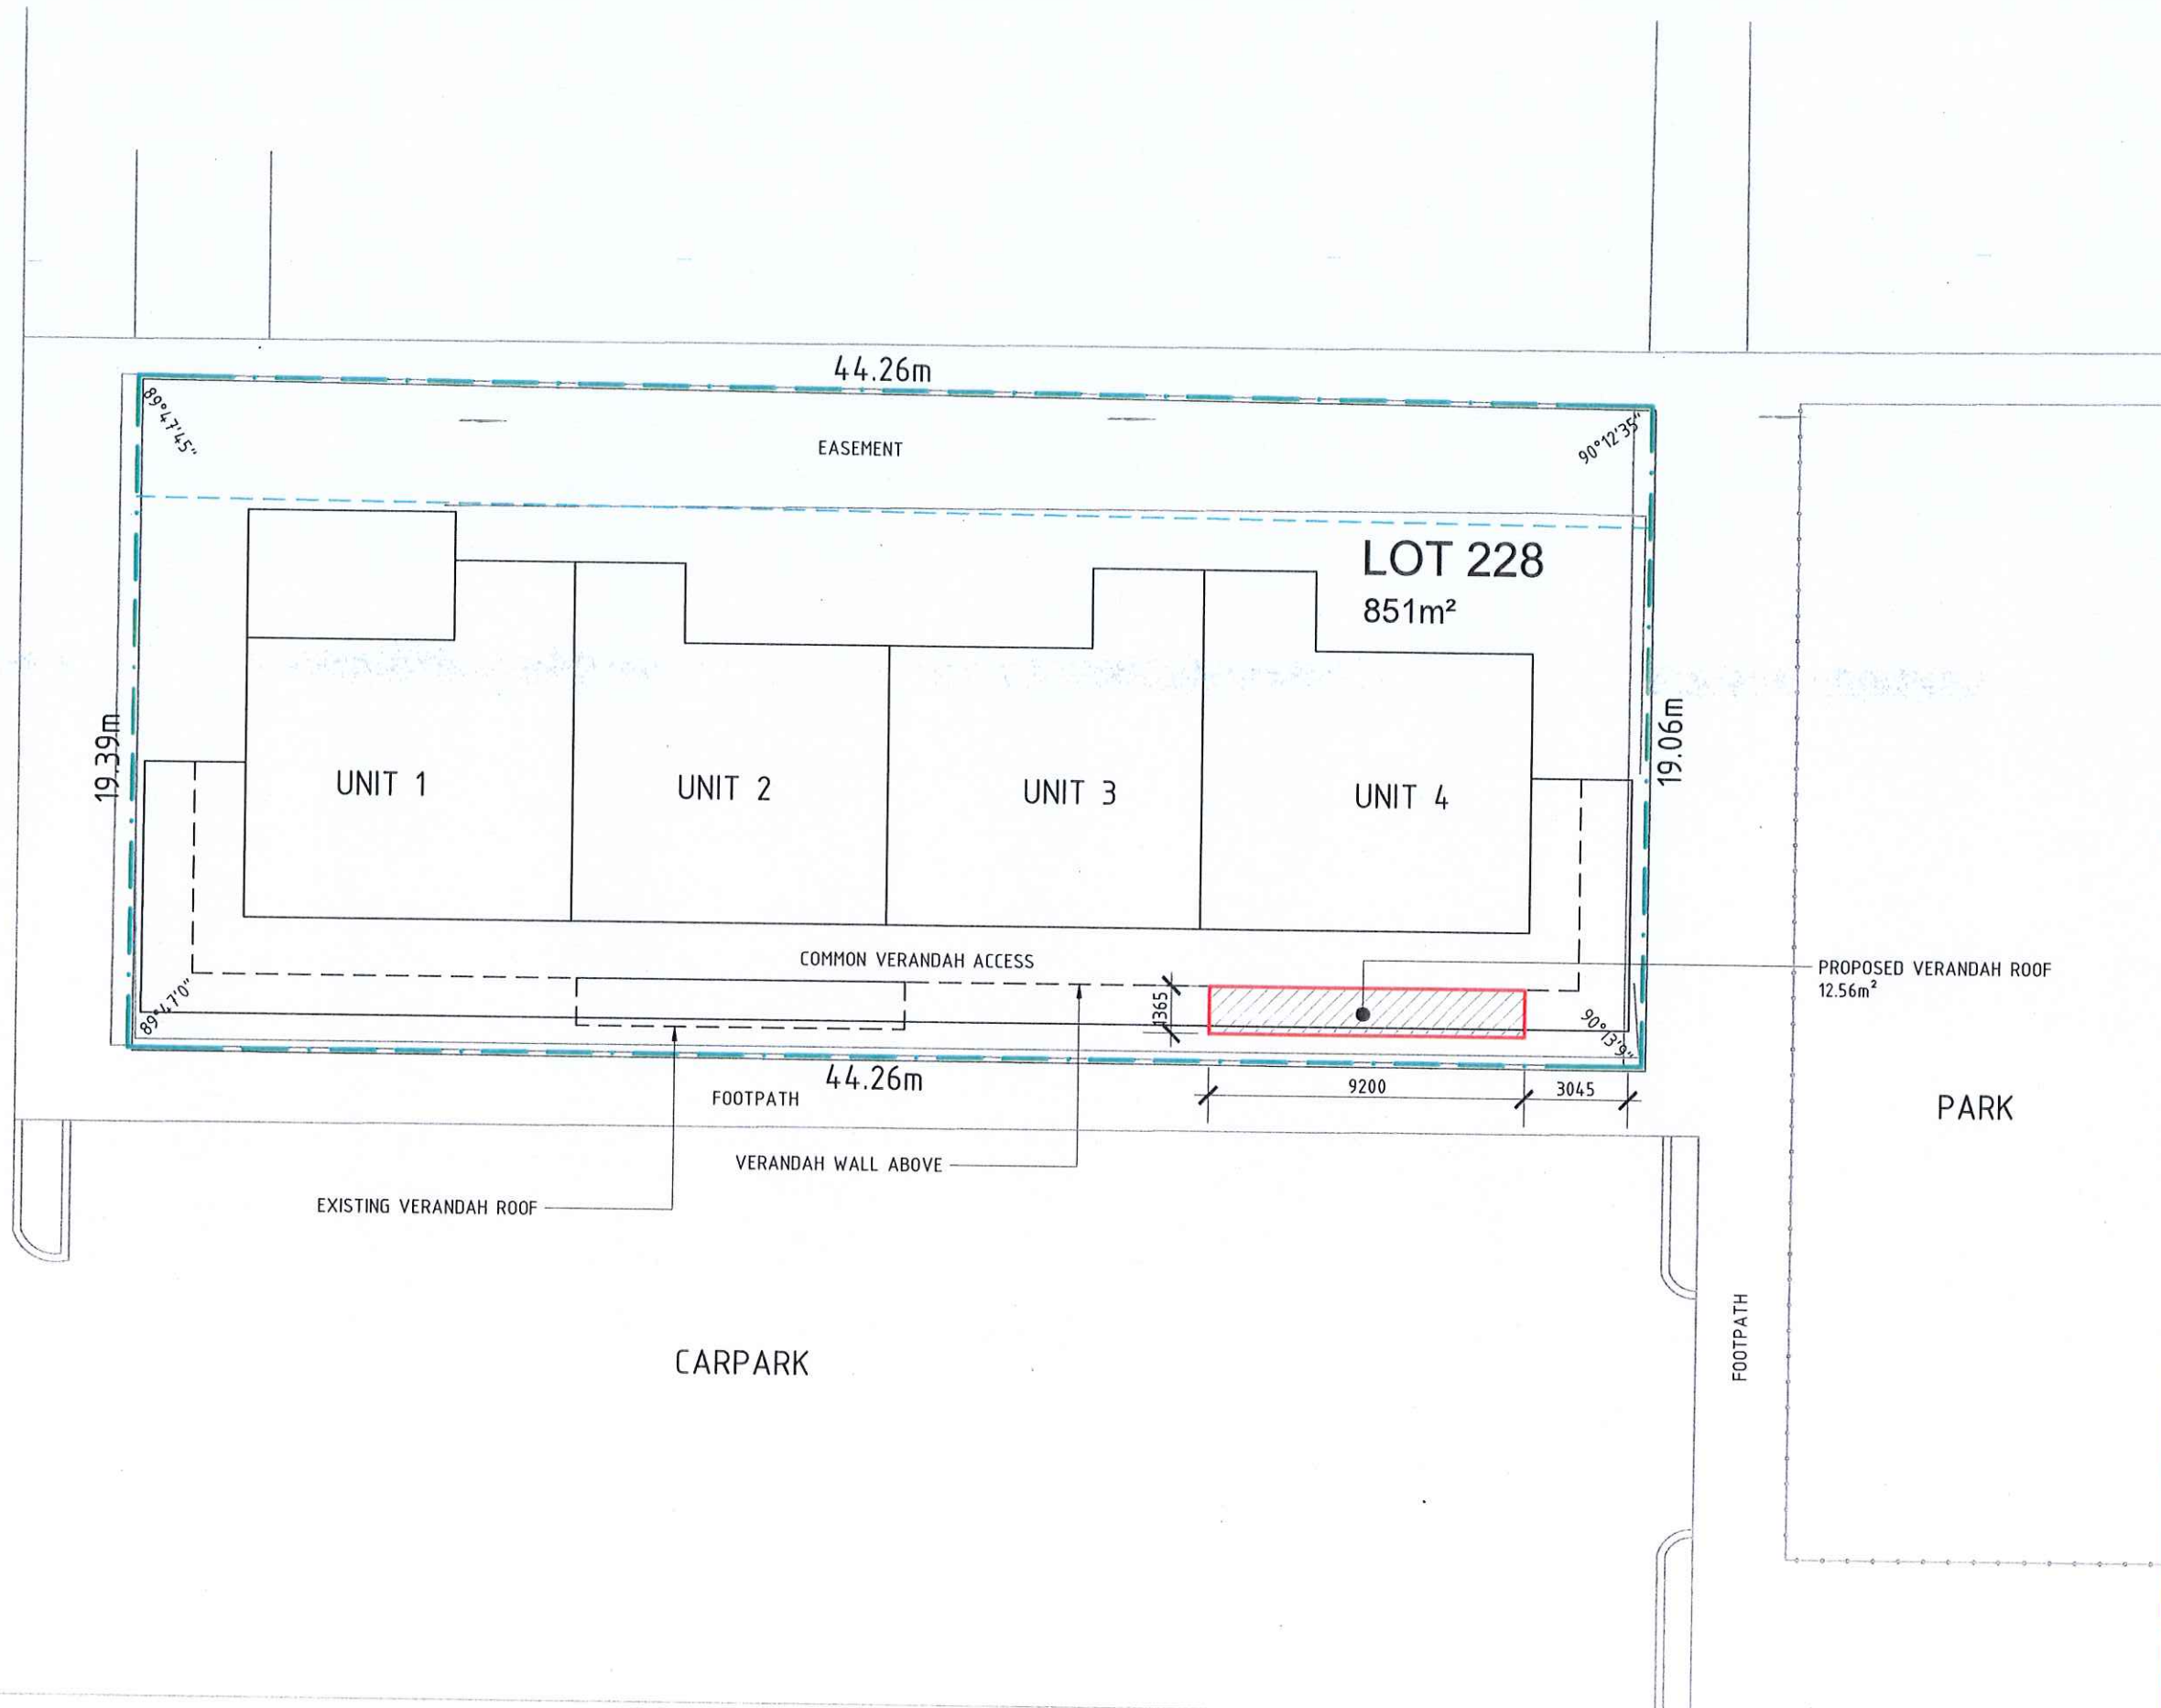 44.26m
89°47'45"
90°12'35"
EASEMENT
LOT 228
851m²
19.39m
19.06m
UNIT 1
UNIT 2
UNIT 3
UNIT 4
COMMON VERANDAH ACCESS
PROPOSED VERANDAH ROOF
12.56m²
1365
89°47'0"
90°13'9"
44.26m
9200
3045
FOOTPATH
PARK
VERANDAH WALL ABOVE
EXISTING VERANDAH ROOF
CARPARK
FOOTPATH